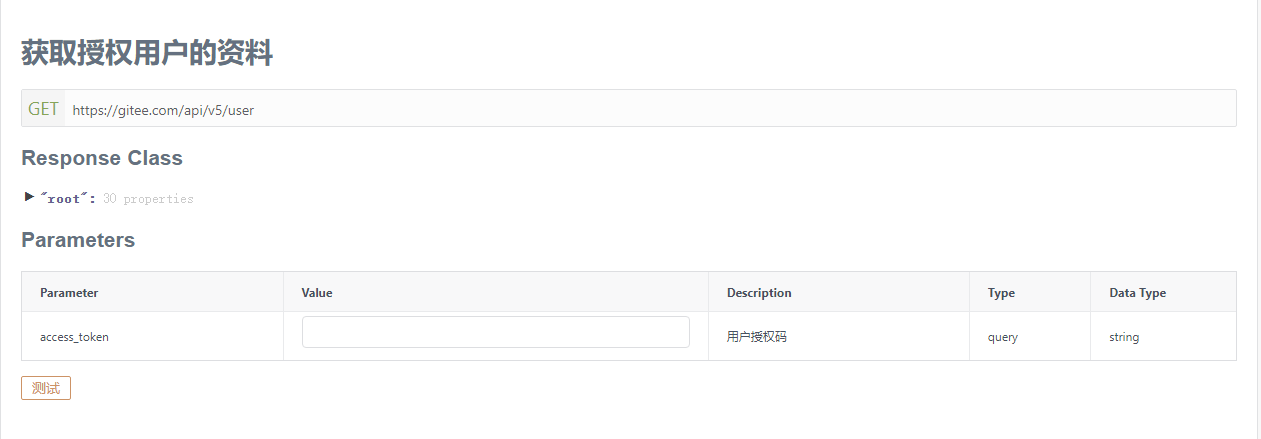 获取授权用户的资料
GET https://gitee.com/api/v5/user
Response Class
▶ "root": 30 properties
Parameters
Parameter Value Description Type Data Type
access_token 用户授权码 query string
测试